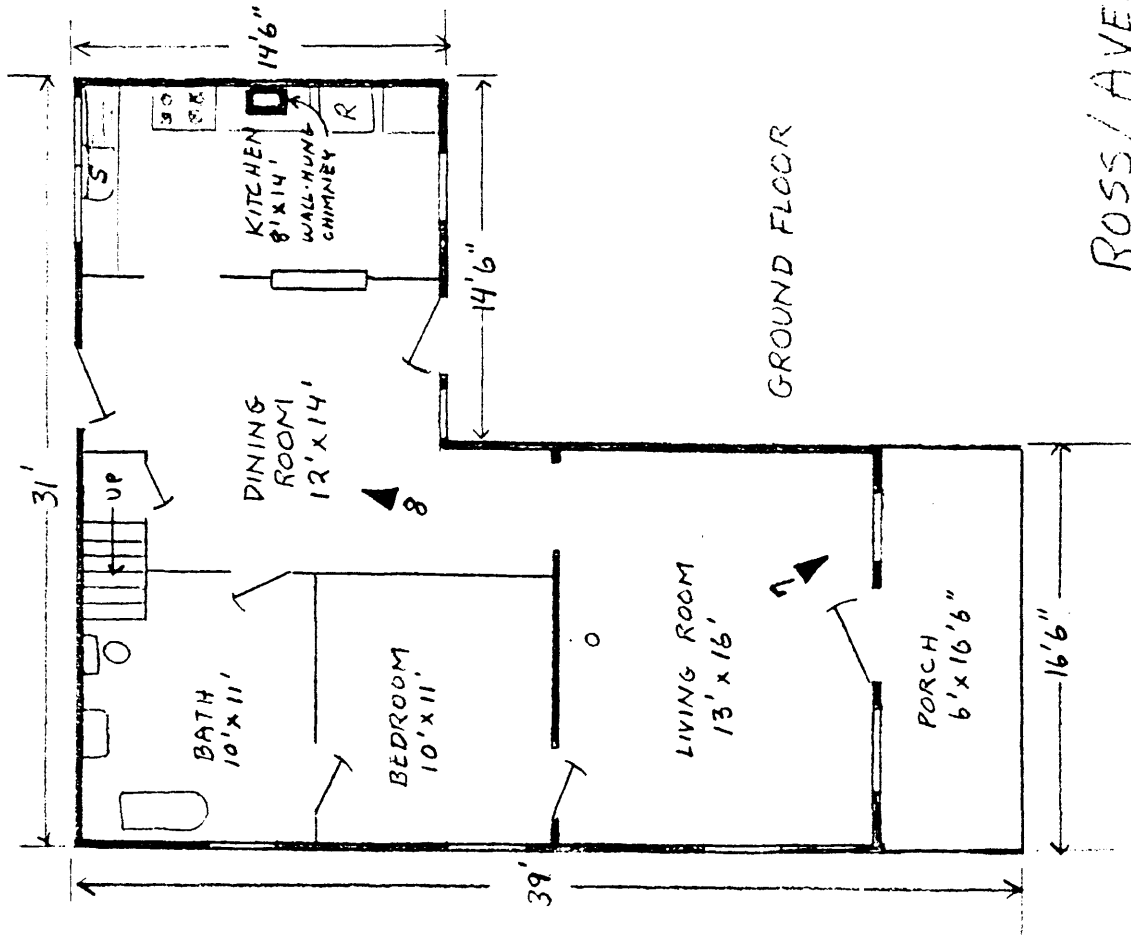 31'
14'6"
S
KITCHEN
8'x14'
WALL-HUNG
CHIMNEY
R
UP
DINING
ROOM
12'x14'
8
14'6"
BATH
10'x11'
BEDROOM
10'x11'
LIVING ROOM
13'x16'
7
PORCH
6'x16'6"
16'6"
39'
GROUND FLOOR
ROSS/AVE